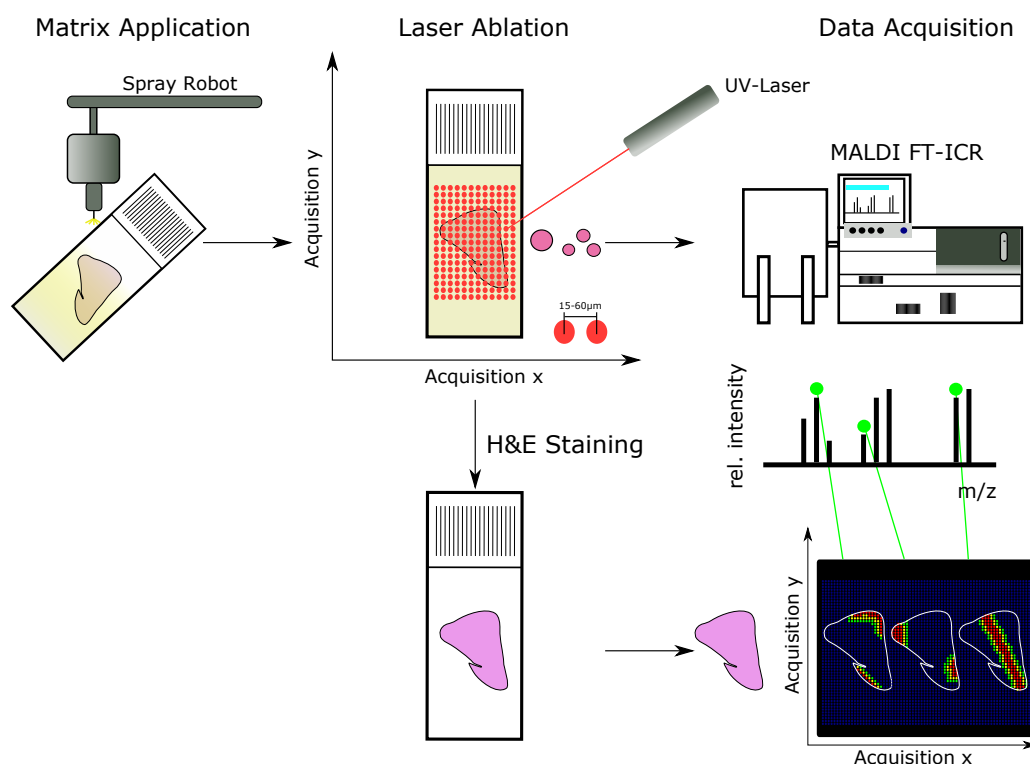 Matrix Application
Laser Ablation
Data Acquisition
Spray Robot
UV-Laser
MALDI FT-ICR
Acquisition y
15-60µm
Acquisition x
H&E Staining
rel. intensity
m/z
Acquisition y
Acquisition x